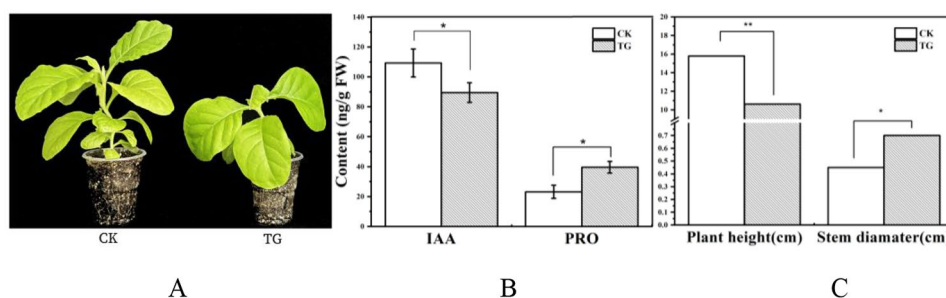 CK
TG
A
140
120
100
80
60
40
20
0
Content (ng/g FW)
*
*
CK
TG
IAA
PRO
B
20
18
16
14
12
10
0.7
0.6
0.5
0.4
0.3
0.2
0.1
0.0
**
*
CK
TG
Plant height(cm)
Stem diamater(cm)
C